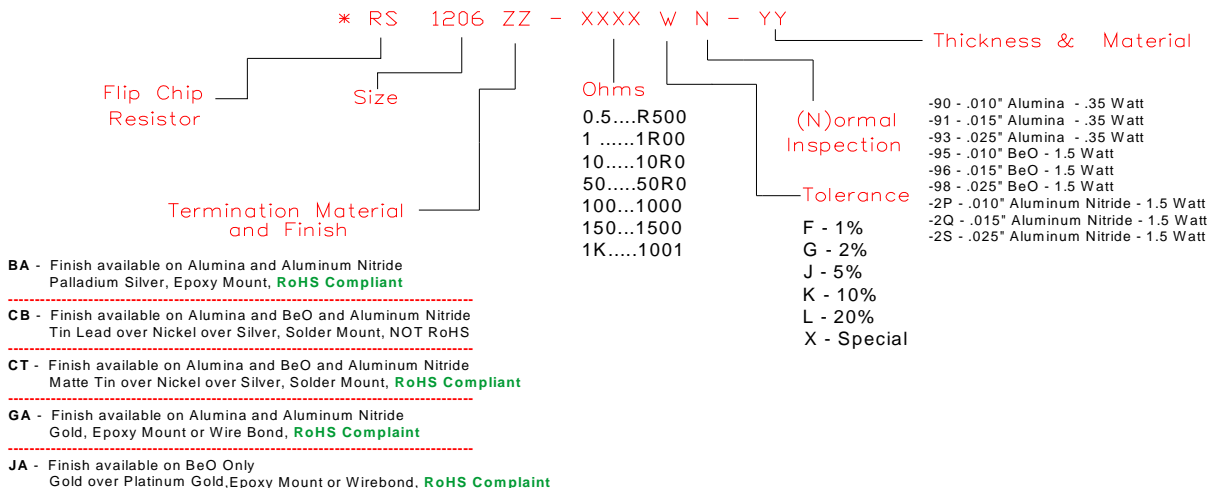 * RS 1206 ZZ - XXXX W N - YY
Thickness & Material
Flip Chip
Resistor
Size
Ohms
0.5....R500
1 ......1R00
10.....10R0
50.....50R0
100...1000
150...1500
1K.....1001
(N)ormal
Inspection
-90 - .010" Alumina - .35 Watt
-91 - .015" Alumina - .35 Watt
-93 - .025" Alumina - .35 Watt
-95 - .010" BeO - 1.5 Watt
-96 - .015" BeO - 1.5 Watt
-98 - .025" BeO - 1.5 Watt
-2P - .010" Aluminum Nitride - 1.5 Watt
-2Q - .015" Aluminum Nitride - 1.5 Watt
-2S - .025" Aluminum Nitride - 1.5 Watt
Tolerance
F - 1%
G - 2%
J - 5%
K - 10%
L - 20%
X - Special
Termination Material
and Finish
BA - Finish available on Alumina and Aluminum Nitride
Palladium Silver, Epoxy Mount, RoHS Compliant
CB - Finish available on Alumina and BeO and Aluminum Nitride
Tin Lead over Nickel over Silver, Solder Mount, NOT RoHS
CT - Finish available on Alumina and BeO and Aluminum Nitride
Matte Tin over Nickel over Silver, Solder Mount, RoHS Compliant
GA - Finish available on Alumina and Aluminum Nitride
Gold, Epoxy Mount or Wire Bond, RoHS Complaint
JA - Finish available on BeO Only
Gold over Platinum Gold,Epoxy Mount or Wirebond, RoHS Complaint